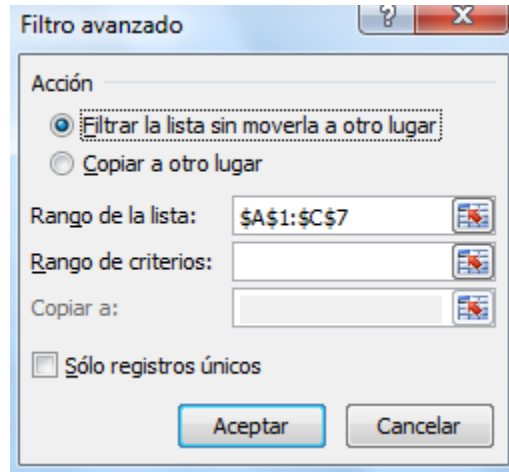 Filtro avanzado
Acción
Filtrar la lista sin moverla a otro lugar
Copiar a otro lugar
Rango de la lista: $A$1:$C$7
Rango de criterios:
Copiar a:
Sólo registros únicos
Aceptar Cancelar